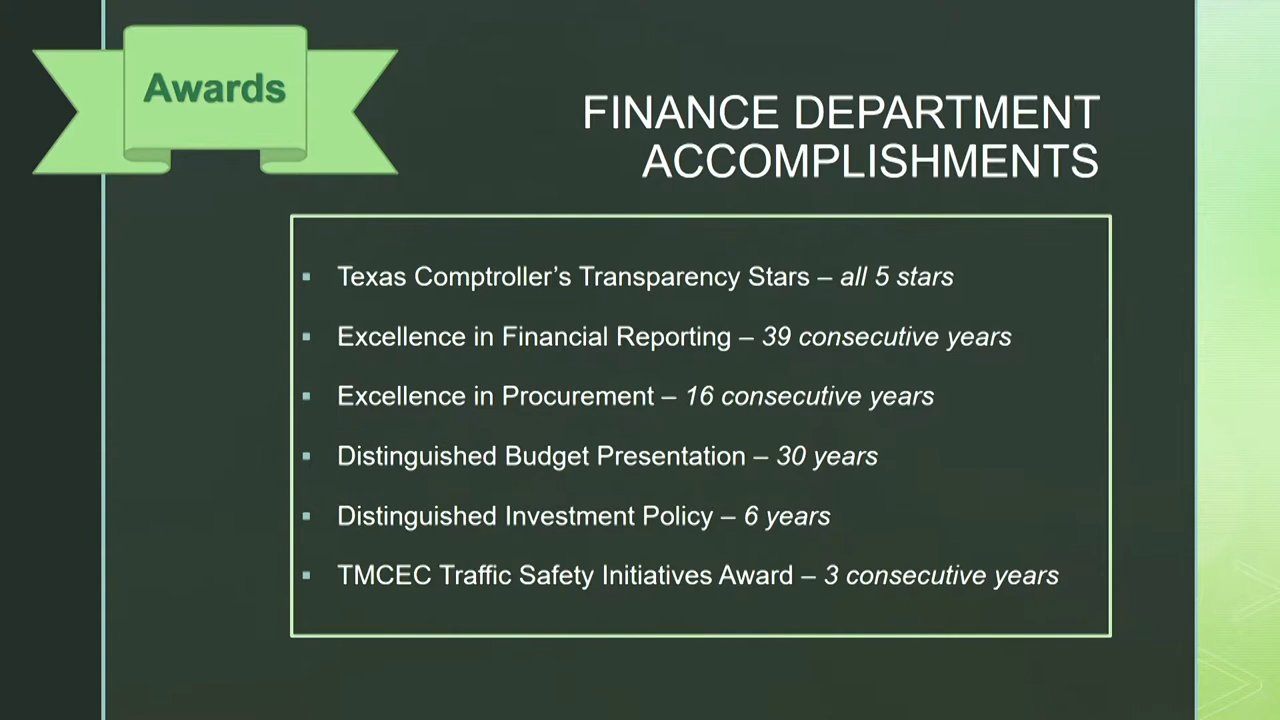 Awards
FINANCE DEPARTMENT
ACCOMPLISHMENTS
▪ Texas Comptroller’s Transparency Stars – all 5 stars
▪ Excellence in Financial Reporting – 39 consecutive years
▪ Excellence in Procurement – 16 consecutive years
▪ Distinguished Budget Presentation – 30 years
▪ Distinguished Investment Policy – 6 years
▪ TMCEC Traffic Safety Initiatives Award – 3 consecutive years